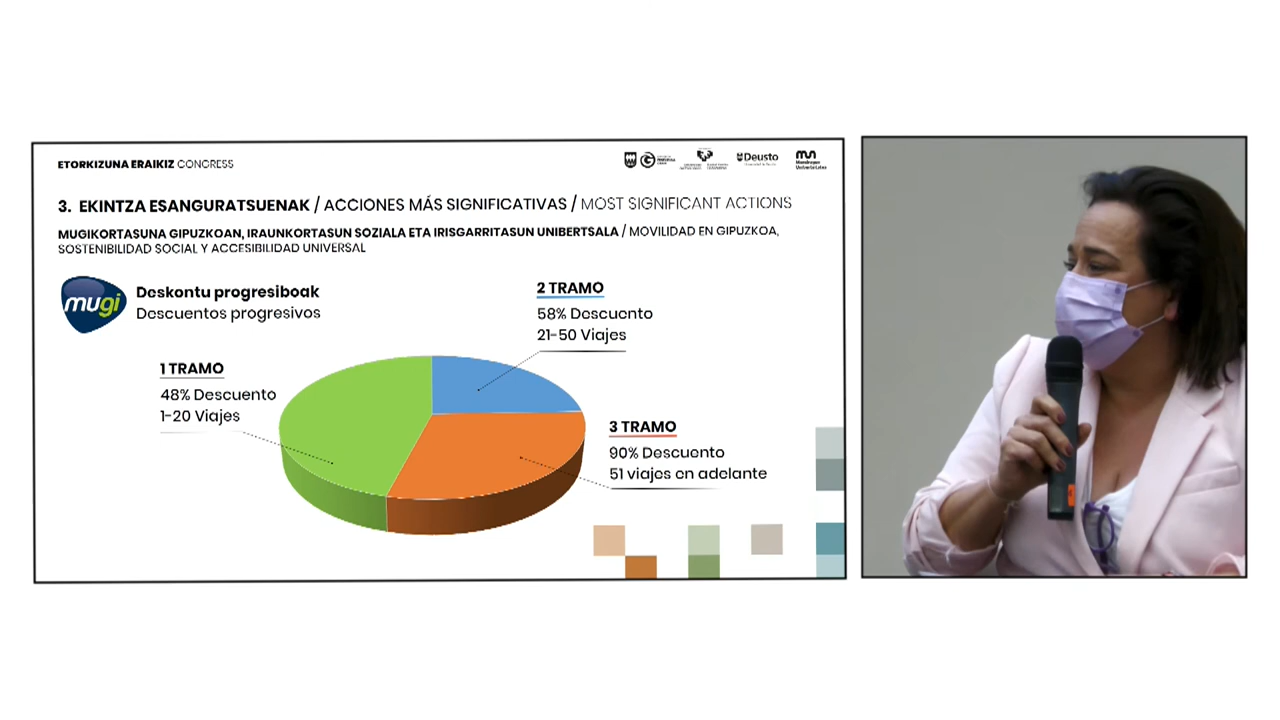 ETORKIZUNA ERAIKIZ CONGRESS
Deusto
3. EKINTZA ESANGURATSUENAK / ACCIONES MÁS SIGNIFICATIVAS / MOST SIGNIFICANT ACTIONS
MUGIKORTASUNA GIPUZKOAN, IRAUNKORTASUN SOZIALA ETA IRISGARRITASUN UNIBERTSALA / MOVILIDAD EN GIPUZKOA,
SOSTENIBILIDAD SOCIAL Y ACCESIBILIDAD UNIVERSAL
mugi
Deskontu progresiboak
Descuentos progresivos
2 TRAMO
58% Descuento
21-50 Viajes
1 TRAMO
48% Descuento
1-20 Viajes
3 TRAMO
90% Descuento
51 viajes en adelante